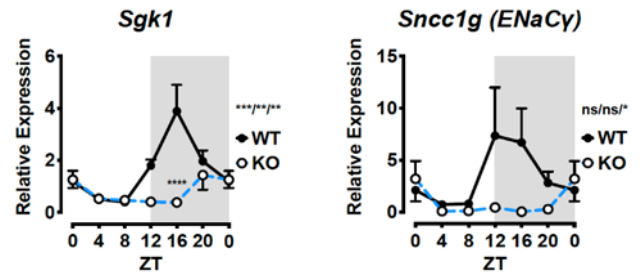 Sgk1
Relative Expression
6
4
2
0
****
***/**/**
WT
KO
0 4 8 12 16 20 0
ZT
Sncc1g (ENaCγ)
Relative Expression
15
10
5
0
ns/ns/*
WT
KO
0 4 8 12 16 20 0
ZT